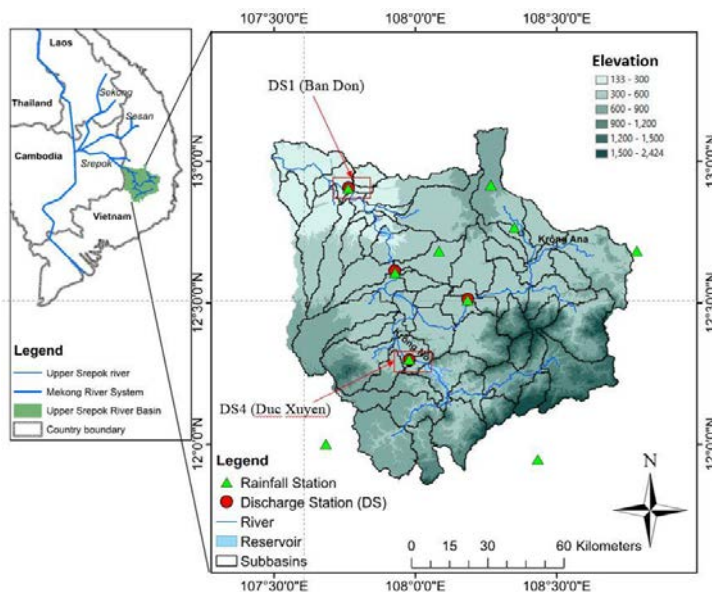 Laos
Thailand
Cambodia
Vietnam
Sekong
Sesan
Srepok
Legend
Upper Srepok river
Mekong River System
Upper Srepok River Basin
Country boundary
107°30'0"E 108°0'0"E 108°30'0"E
13°0'0"N
12°30'0"N
12°0'0"N
DS1 (Ban Don)
Elevation
133 - 300
300 - 600
600 - 900
900 - 1,200
1,200 - 1,500
1,500 - 2,424
Krông Ana
DS4 (Duc Xuyen)
Legend
Rainfall Station
Discharge Station (DS)
River
Reservoir
Subbasins
N
0 15 30 60 Kilometers
13°0'0"N
12°30'0"N
12°0'0"N
107°30'0"E 108°0'0"E 108°30'0"E